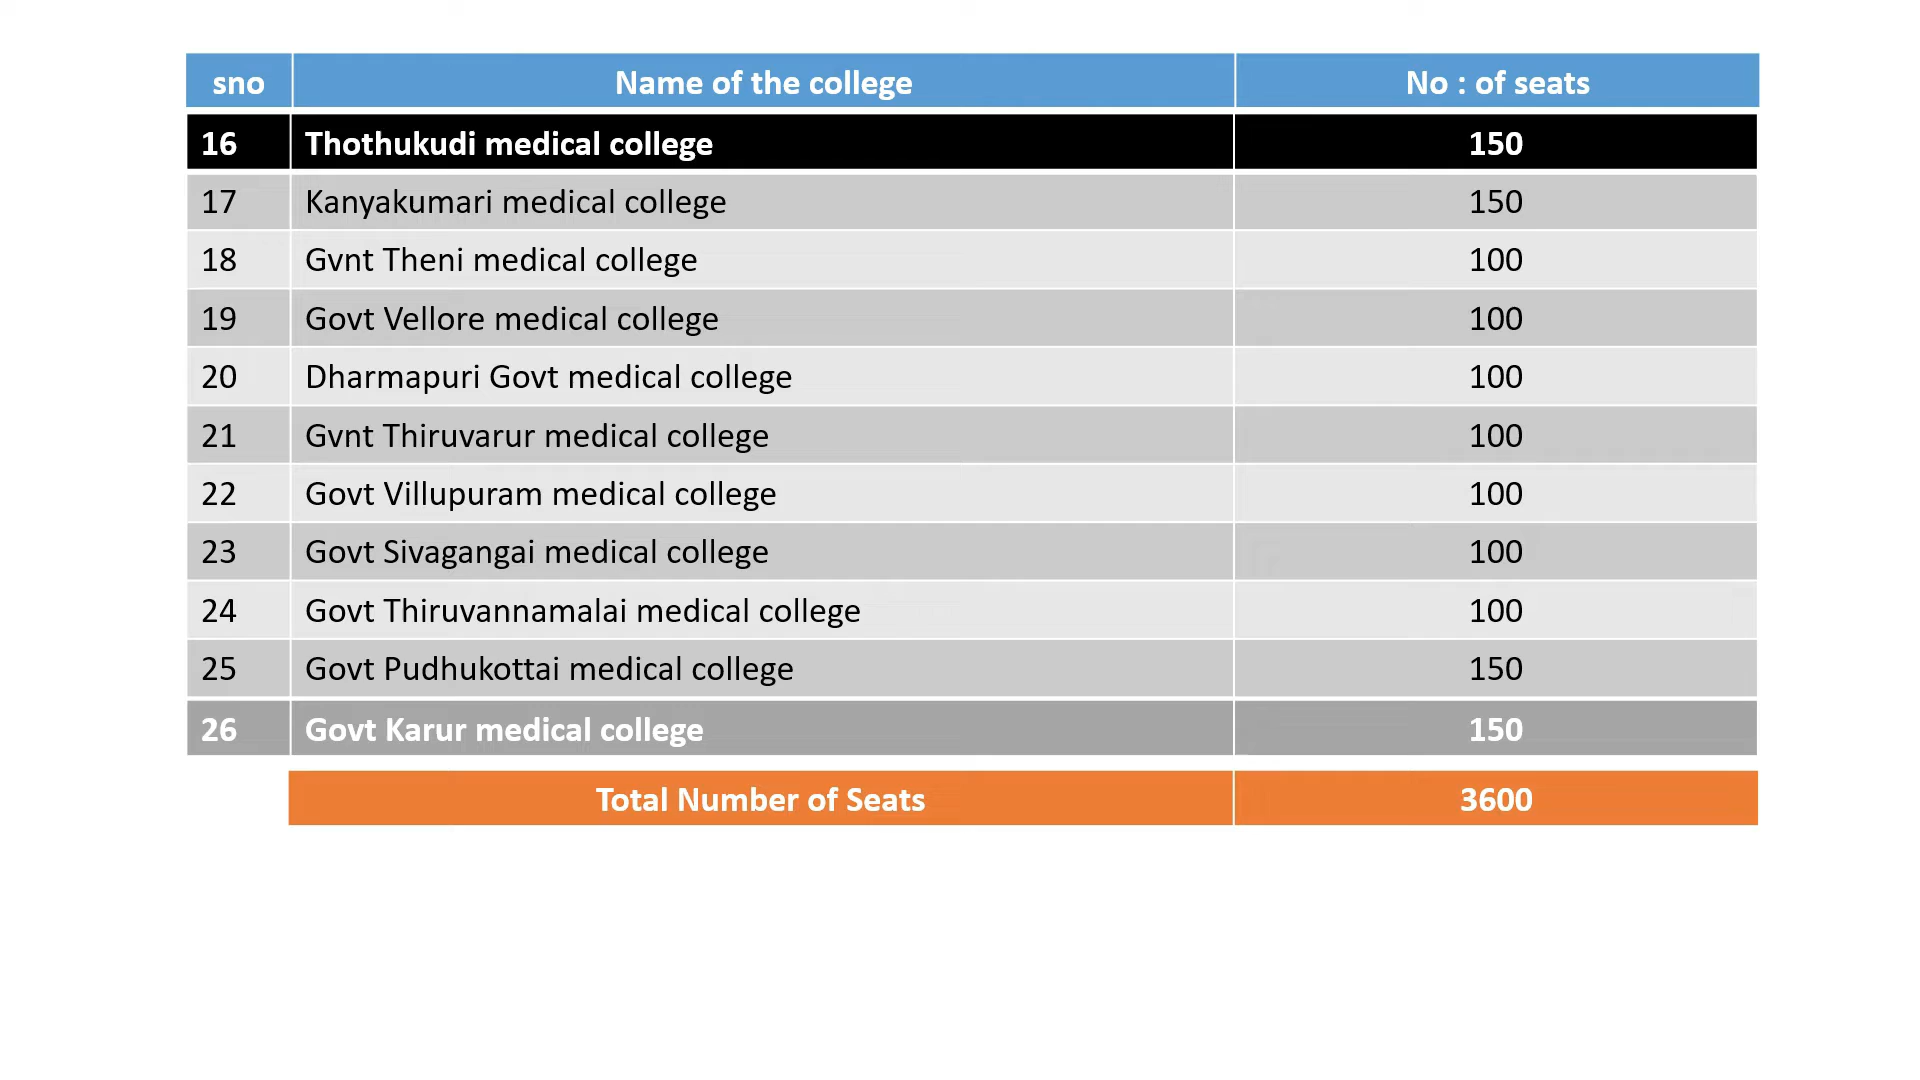 sno Name of the college No : of seats
16 Thothukudi medical college 150
17 Kanyakumari medical college 150
18 Gvnt Theni medical college 100
19 Govt Vellore medical college 100
20 Dharmapuri Govt medical college 100
21 Gvnt Thiruvarur medical college 100
22 Govt Villupuram medical college 100
23 Govt Sivagangai medical college 100
24 Govt Thiruvannamalai medical college 100
25 Govt Pudhukottai medical college 150
26 Govt Karur medical college 150
Total Number of Seats 3600